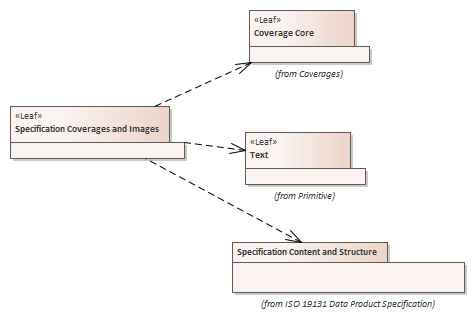 «Leaf»
Coverage Core
(from Coverages)
«Leaf»
Specification Coverages and Images
«Leaf»
Text
(from Primitive)
Specification Content and Structure
(from ISO 19131 Data Product Specification)